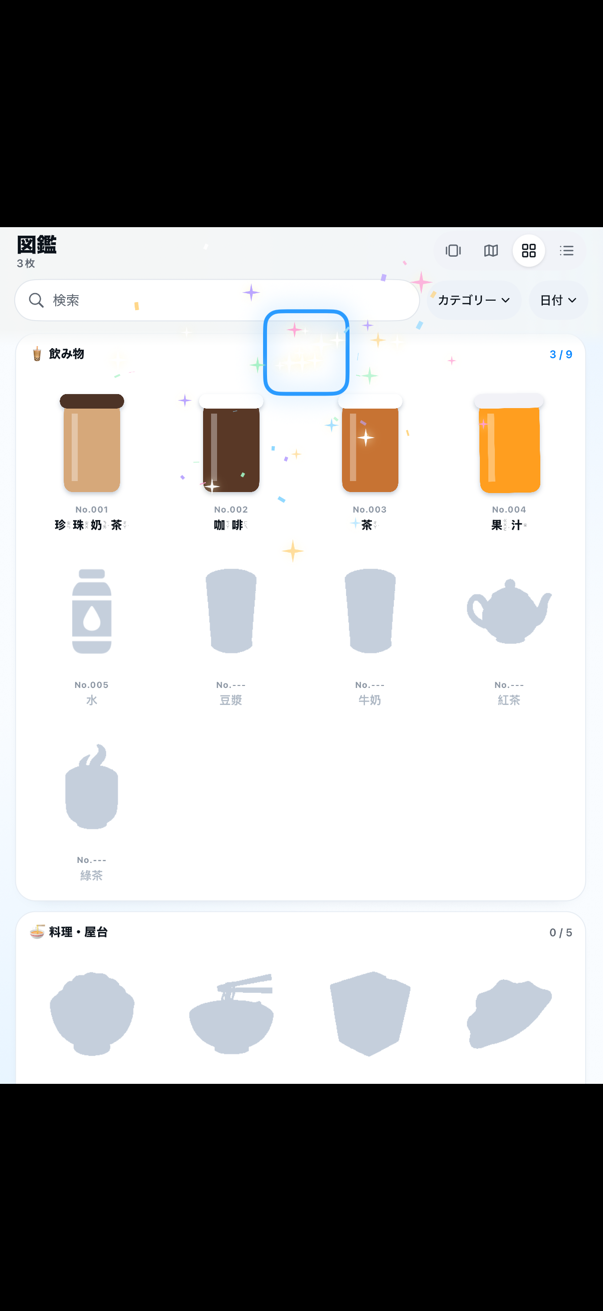 図鑑
3枚
検索
カテゴリー
日付
飲み物
3 / 9
No.001
珍珠奶茶
No.002
咖啡
No.003
茶
No.004
果汁
No.005
水
No.---
豆漿
No.---
牛奶
No.---
紅茶
No.---
綠茶
料理・屋台
0 / 5